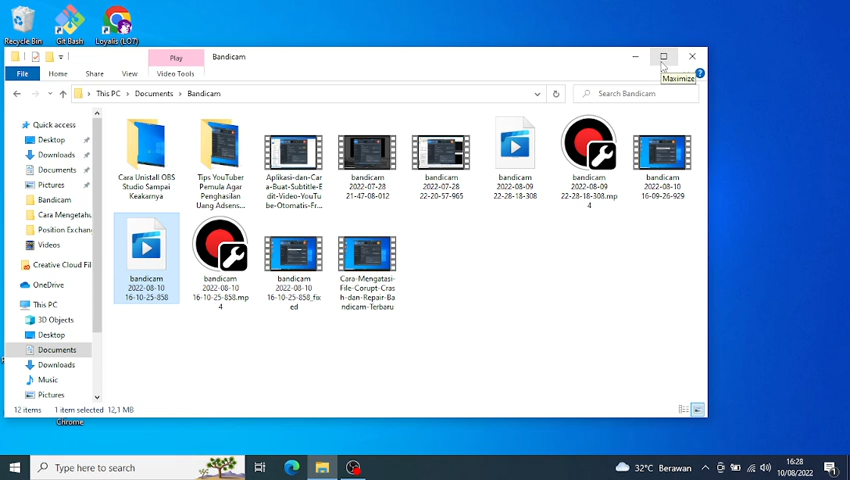 Recycle Bin
Git Bash
Loyalis (LO7)
Play
Bandicam
File
Home
Share
View
Video Tools
Maximize
This PC
Documents
Bandicam
Search Bandicam
Quick access
Desktop
Downloads
Documents
Pictures
Bandicam
Cara Mengetahu
Position Exchan
Videos
Creative Cloud Fil
OneDrive
This PC
3D Objects
Desktop
Documents
Downloads
Music
Pictures
Cara Unistall OBS
Studio Sampai
Keakarnya
Tips YouTuber
Pemula Agar
Penghasilan
Uang Adsens...
Aplikasi-dan-Ca
ra-Buat-Subtitle-E
dit-Video-YouTu
be-Otomatis-Fr...
bandicam
2022-07-28
21-47-08-012
bandicam
2022-07-28
22-20-57-965
bandicam
2022-08-09
22-28-18-308
bandicam
2022-08-09
22-28-18-308.mp
4
bandicam
2022-08-10
16-09-26-929
bandicam
2022-08-10
16-10-25-858
bandicam
2022-08-10
16-10-25-858.mp
4
bandicam
2022-08-10
16-10-25-858_fix
ed
Cara-Mengatasi-
File-Corupt-Cras
h-dan-Repair-Ba
ndicam-Terbaru
12 items
1 item selected 12,1 MB
Chrome
Type here to search
32°C Berawan
16:28
10/08/2022
1